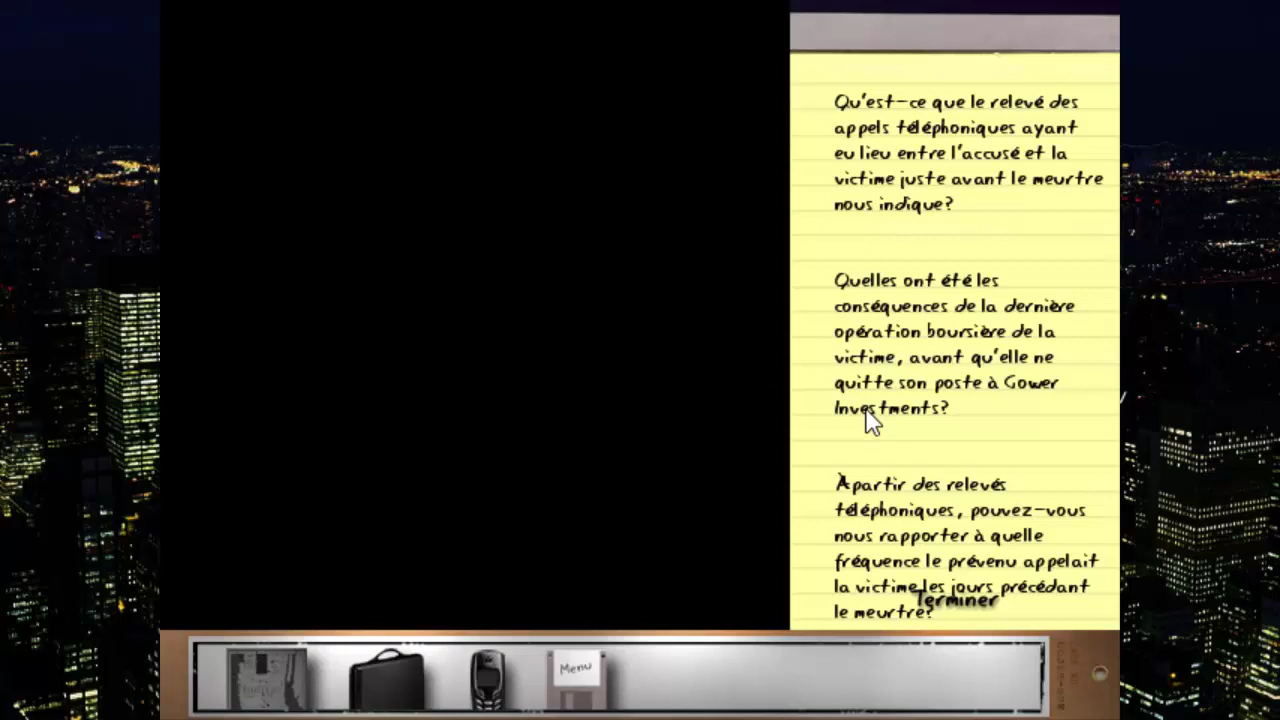 Qu'est-ce que le relevé des
appels téléphoniques ayant
eu lieu entre l'accusé et la
victime juste avant le meurtre
nous indique?
Quelles ont été les
conséquences de la dernière
opération boursière de la
victime, avant qu'elle ne
quitte son poste à Gower
Investments?
À partir des relevés
téléphoniques, pouvez-vous
nous rapporter à quelle
fréquence le prévenu appelait
la victime les jours précédant
le meurtre?
Terminer
Menu